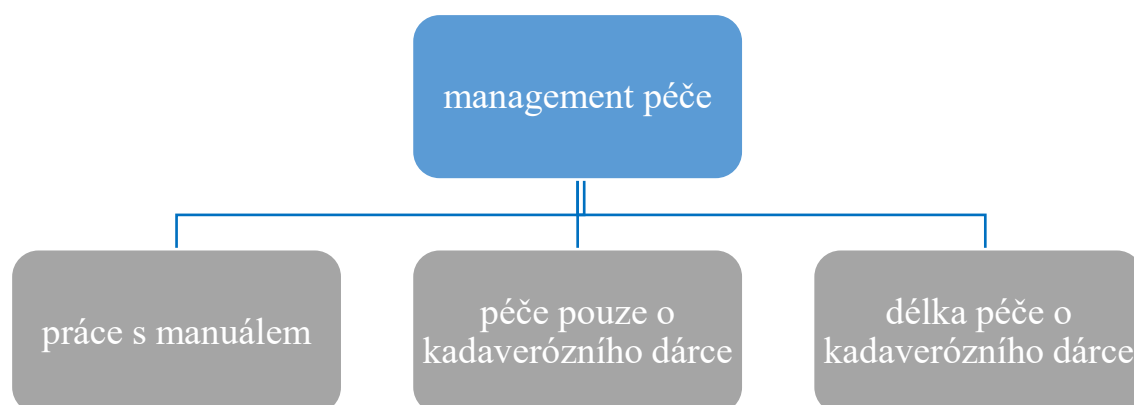 management péče
práce s manuálem
péče pouze o
kadaverózního dárce
délka péče o
kadaverózního dárce